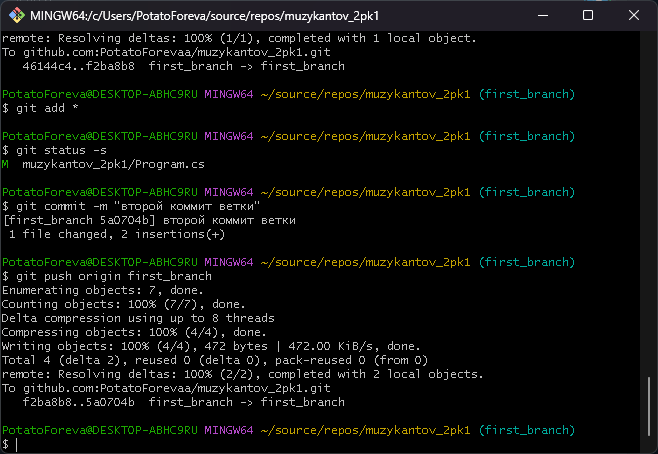 MINGW64:/c/Users/PotatoForeva/source/repos/muzykantov_2pk1
remote: Resolving deltas: 100% (1/1), completed with 1 local object.
To github.com:PotatoForevaa/muzykantov_2pk1.git
   46144c4..f2ba8b8  first_branch -> first_branch
PotatoForeva@DESKTOP-ABHC9RU MINGW64 ~/source/repos/muzykantov_2pk1 (first_branch)
$ git add *
PotatoForeva@DESKTOP-ABHC9RU MINGW64 ~/source/repos/muzykantov_2pk1 (first_branch)
$ git status -s
M  muzykantov_2pk1/Program.cs
PotatoForeva@DESKTOP-ABHC9RU MINGW64 ~/source/repos/muzykantov_2pk1 (first_branch)
$ git commit -m "второй коммит ветки"
[first_branch 5a0704b] второй коммит ветки
 1 file changed, 2 insertions(+)
PotatoForeva@DESKTOP-ABHC9RU MINGW64 ~/source/repos/muzykantov_2pk1 (first_branch)
$ git push origin first_branch
Enumerating objects: 7, done.
Counting objects: 100% (7/7), done.
Delta compression using up to 8 threads
Compressing objects: 100% (4/4), done.
Writing objects: 100% (4/4), 472 bytes | 472.00 KiB/s, done.
Total 4 (delta 2), reused 0 (delta 0), pack-reused 0 (from 0)
remote: Resolving deltas: 100% (2/2), completed with 2 local objects.
To github.com:PotatoForevaa/muzykantov_2pk1.git
   f2ba8b8..5a0704b  first_branch -> first_branch
PotatoForeva@DESKTOP-ABHC9RU MINGW64 ~/source/repos/muzykantov_2pk1 (first_branch)
$